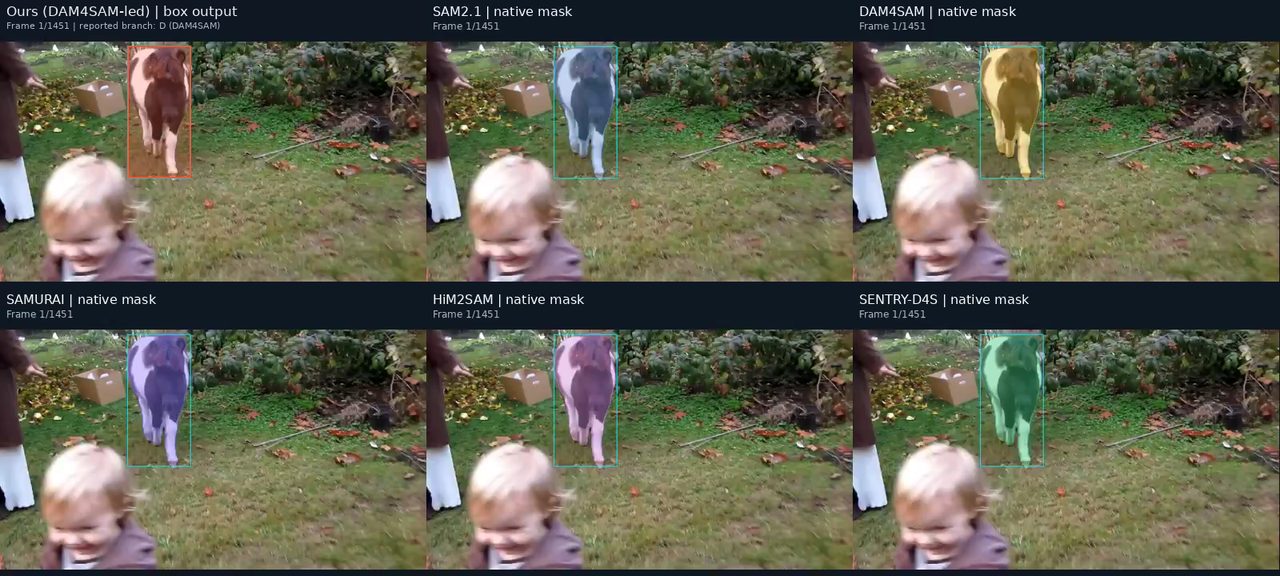 Ours (DAM4SAM-led) | box output
Frame 1/1451 | reported branch: D (DAM4SAM)
SAM2.1 | native mask
Frame 1/1451
DAM4SAM | native mask
Frame 1/1451
SAMURAI | native mask
Frame 1/1451
HiM2SAM | native mask
Frame 1/1451
SENTRY-D4S | native mask
Frame 1/1451